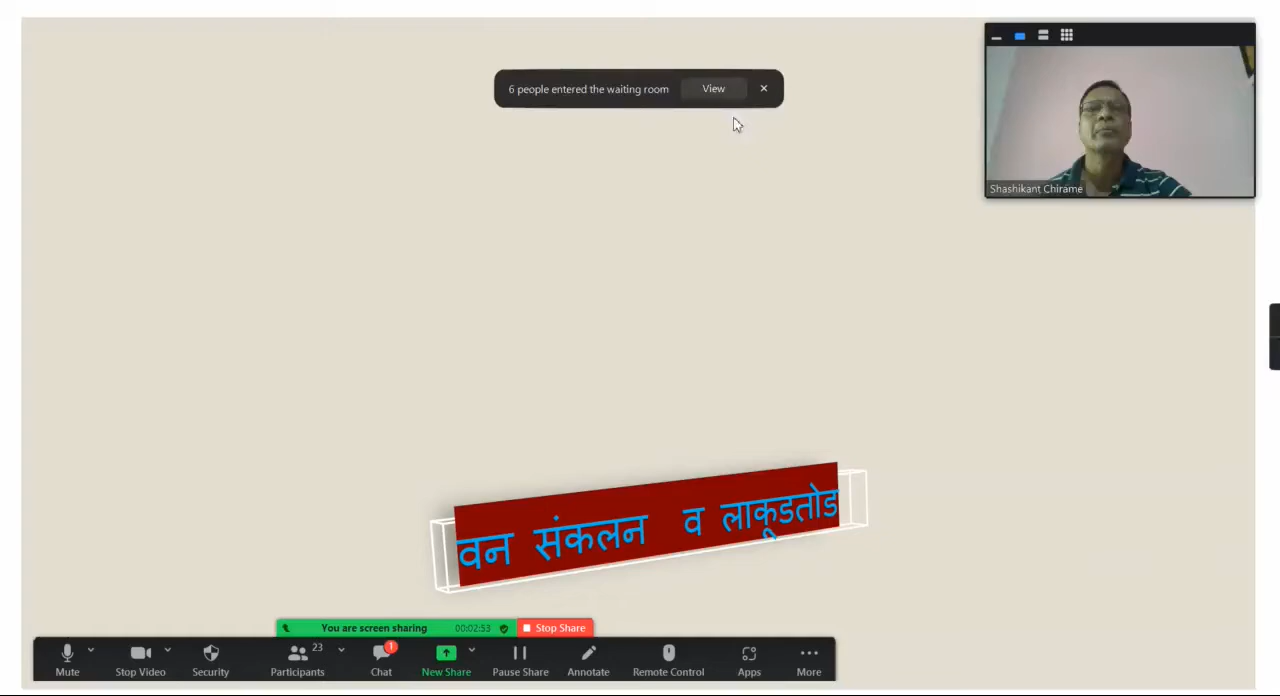 6 people entered the waiting room View
Shashikant Chirame
वन संकलन व लाकूडतोड
You are screen sharing 00:02:53 Stop Share
23 1
Mute Stop Video Security Participants Chat New Share Pause Share Annotate Remote Control Apps More